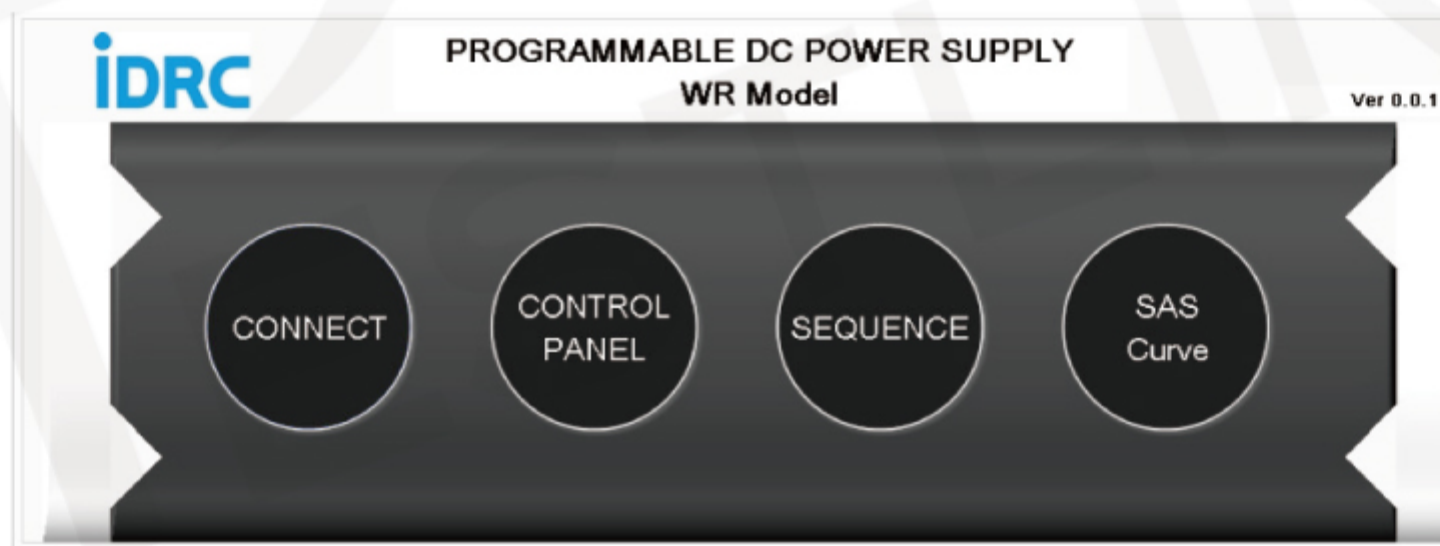 iDRC
PROGRAMMABLE DC POWER SUPPLY
WR Model
Ver 0.0.1
CONNECT
CONTROL
PANEL
SEQUENCE
SAS
Curve